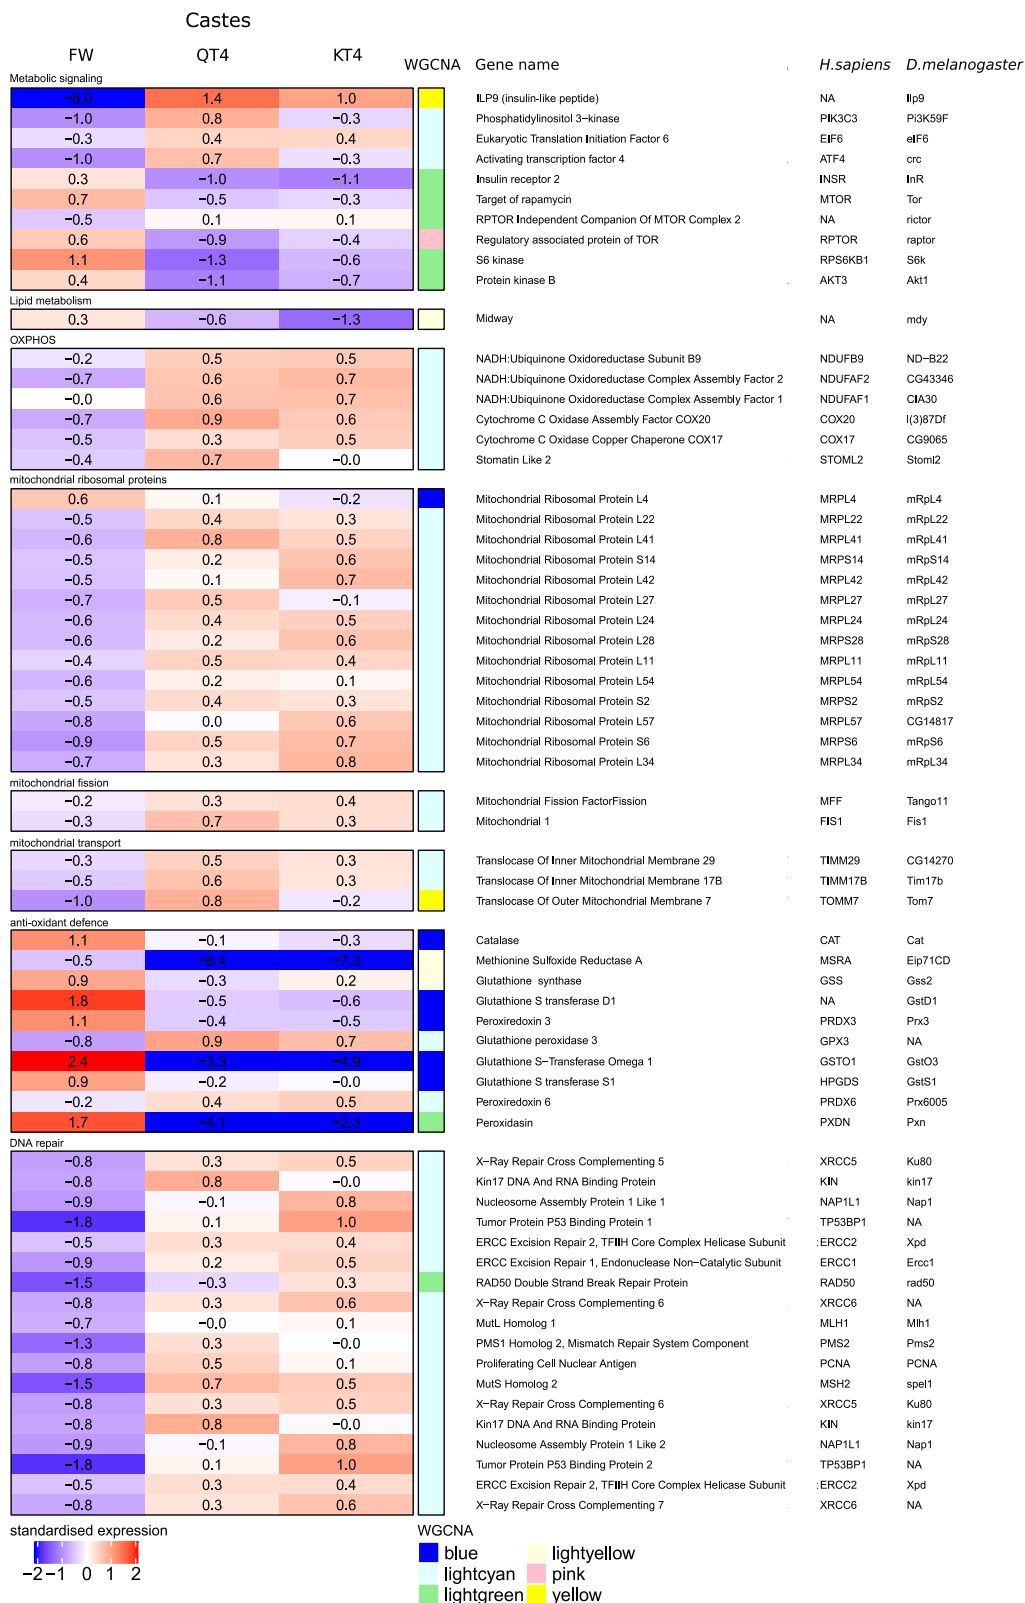 Castes
FW QT4 KT4 WGCNA Gene name H.sapiens D.melanogaster
Metabolic signaling
−8.0 1.4 1.0 ILP9 (insulin-like peptide) NA Ilp9
−1.0 0.8 −0.3 Phosphatidylinositol 3−kinase PIK3C3 Pi3K59F
−0.3 0.4 0.4 Eukaryotic Translation Initiation Factor 6 EIF6 eIF6
−1.0 0.7 −0.3 Activating transcription factor 4 ATF4 crc
0.3 −1.0 −1.1 Insulin receptor 2 INSR InR
0.7 −0.5 −0.3 Target of rapamycin MTOR Tor
−0.5 0.1 0.1 RPTOR Independent Companion Of MTOR Complex 2 NA rictor
0.6 −0.9 −0.4 Regulatory associated protein of TOR RPTOR raptor
1.1 −1.3 −0.6 S6 kinase RPS6KB1 S6k
0.4 −1.1 −0.7 Protein kinase B AKT3 Akt1
Lipid metabolism
0.3 −0.6 −1.3 Midway NA mdy
OXPHOS
−0.2 0.5 0.5 NADH:Ubiquinone Oxidoreductase Subunit B9 NDUFB9 ND−B22
−0.7 0.6 0.7 NADH:Ubiquinone Oxidoreductase Complex Assembly Factor 2 NDUFAF2 CG43346
−0.0 0.6 0.7 NADH:Ubiquinone Oxidoreductase Complex Assembly Factor 1 NDUFAF1 CIA30
−0.7 0.9 0.6 Cytochrome C Oxidase Assembly Factor COX20 COX20 l(3)87Df
−0.5 0.3 0.5 Cytochrome C Oxidase Copper Chaperone COX17 COX17 CG9065
−0.4 0.7 −0.0 Stomatin Like 2 STOML2 Stoml2
mitochondrial ribosomal proteins
0.6 0.1 −0.2 Mitochondrial Ribosomal Protein L4 MRPL4 mRpL4
−0.5 0.4 0.3 Mitochondrial Ribosomal Protein L22 MRPL22 mRpL22
−0.6 0.8 0.5 Mitochondrial Ribosomal Protein L41 MRPL41 mRpL41
−0.5 0.2 0.6 Mitochondrial Ribosomal Protein S14 MRPS14 mRpS14
−0.5 0.1 0.7 Mitochondrial Ribosomal Protein L42 MRPL42 mRpL42
−0.7 0.5 −0.1 Mitochondrial Ribosomal Protein L27 MRPL27 mRpL27
−0.6 0.4 0.5 Mitochondrial Ribosomal Protein L24 MRPL24 mRpL24
−0.6 0.2 0.6 Mitochondrial Ribosomal Protein L28 MRPS28 mRpS28
−0.4 0.5 0.4 Mitochondrial Ribosomal Protein L11 MRPL11 mRpL11
−0.6 0.2 0.1 Mitochondrial Ribosomal Protein L54 MRPL54 mRpL54
−0.5 0.4 0.3 Mitochondrial Ribosomal Protein S2 MRPS2 mRpS2
−0.8 0.0 0.6 Mitochondrial Ribosomal Protein L57 MRPL57 CG14817
−0.9 0.5 0.7 Mitochondrial Ribosomal Protein S6 MRPS6 mRpS6
−0.7 0.3 0.8 Mitochondrial Ribosomal Protein L34 MRPL34 mRpL34
mitochondrial fission
−0.2 0.3 0.4 Mitochondrial Fission FactorFission MFF Tango11
−0.3 0.7 0.3 Mitochondrial 1 FIS1 Fis1
mitochondrial transport
−0.3 0.5 0.3 Translocase Of Inner Mitochondrial Membrane 29 TIMM29 CG14270
−0.5 0.6 0.3 Translocase Of Inner Mitochondrial Membrane 17B TIMM17B Tim17b
−1.0 0.8 −0.2 Translocase Of Outer Mitochondrial Membrane 7 TOMM7 Tom7
anti-oxidant defence
1.1 −0.1 −0.3 Catalase CAT Cat
−0.5 −8.4 −7.3 Methionine Sulfoxide Reductase A MSRA Eip71CD
0.9 −0.3 0.2 Glutathione synthase GSS Gss2
1.8 −0.5 −0.6 Glutathione S transferase D1 NA GstD1
1.1 −0.4 −0.5 Peroxiredoxin 3 PRDX3 Prx3
−0.8 0.9 0.7 Glutathione peroxidase 3 GPX3 NA
2.4 −3.3 −4.9 Glutathione S−Transferase Omega 1 GSTO1 GstO3
0.9 −0.2 −0.0 Glutathione S transferase S1 HPGDS GstS1
−0.2 0.4 0.5 Peroxiredoxin 6 PRDX6 Prx6005
1.7 −4.1 −2.3 Peroxidasin PXDN Pxn
DNA repair
−0.8 0.3 0.5 X−Ray Repair Cross Complementing 5 XRCC5 Ku80
−0.8 0.8 −0.0 Kin17 DNA And RNA Binding Protein KIN kin17
−0.9 −0.1 0.8 Nucleosome Assembly Protein 1 Like 1 NAP1L1 Nap1
−1.8 0.1 1.0 Tumor Protein P53 Binding Protein 1 TP53BP1 NA
−0.5 0.3 0.4 ERCC Excision Repair 2, TFIIH Core Complex Helicase Subunit ERCC2 Xpd
−0.9 0.2 0.5 ERCC Excision Repair 1, Endonuclease Non−Catalytic Subunit ERCC1 Ercc1
−1.5 −0.3 0.3 RAD50 Double Strand Break Repair Protein RAD50 rad50
−0.8 0.3 0.6 X−Ray Repair Cross Complementing 6 XRCC6 NA
−0.7 −0.0 0.1 MutL Homolog 1 MLH1 Mlh1
−1.3 0.3 −0.0 PMS1 Homolog 2, Mismatch Repair System Component PMS2 Pms2
−0.8 0.5 0.1 Proliferating Cell Nuclear Antigen PCNA PCNA
−1.5 0.7 0.5 MutS Homolog 2 MSH2 spel1
−0.8 0.3 0.5 X−Ray Repair Cross Complementing 6 XRCC5 Ku80
−0.8 0.8 −0.0 Kin17 DNA And RNA Binding Protein KIN kin17
−0.9 −0.1 0.8 Nucleosome Assembly Protein 1 Like 2 NAP1L1 Nap1
−1.8 0.1 1.0 Tumor Protein P53 Binding Protein 2 TP53BP1 NA
−0.5 0.3 0.4 ERCC Excision Repair 2, TFIIH Core Complex Helicase Subunit ERCC2 Xpd
−0.8 0.3 0.6 X−Ray Repair Cross Complementing 7 XRCC6 NA
standardised expression
−2 −1 0 1 2
WGCNA
blue lightyellow
lightcyan pink
lightgreen yellow